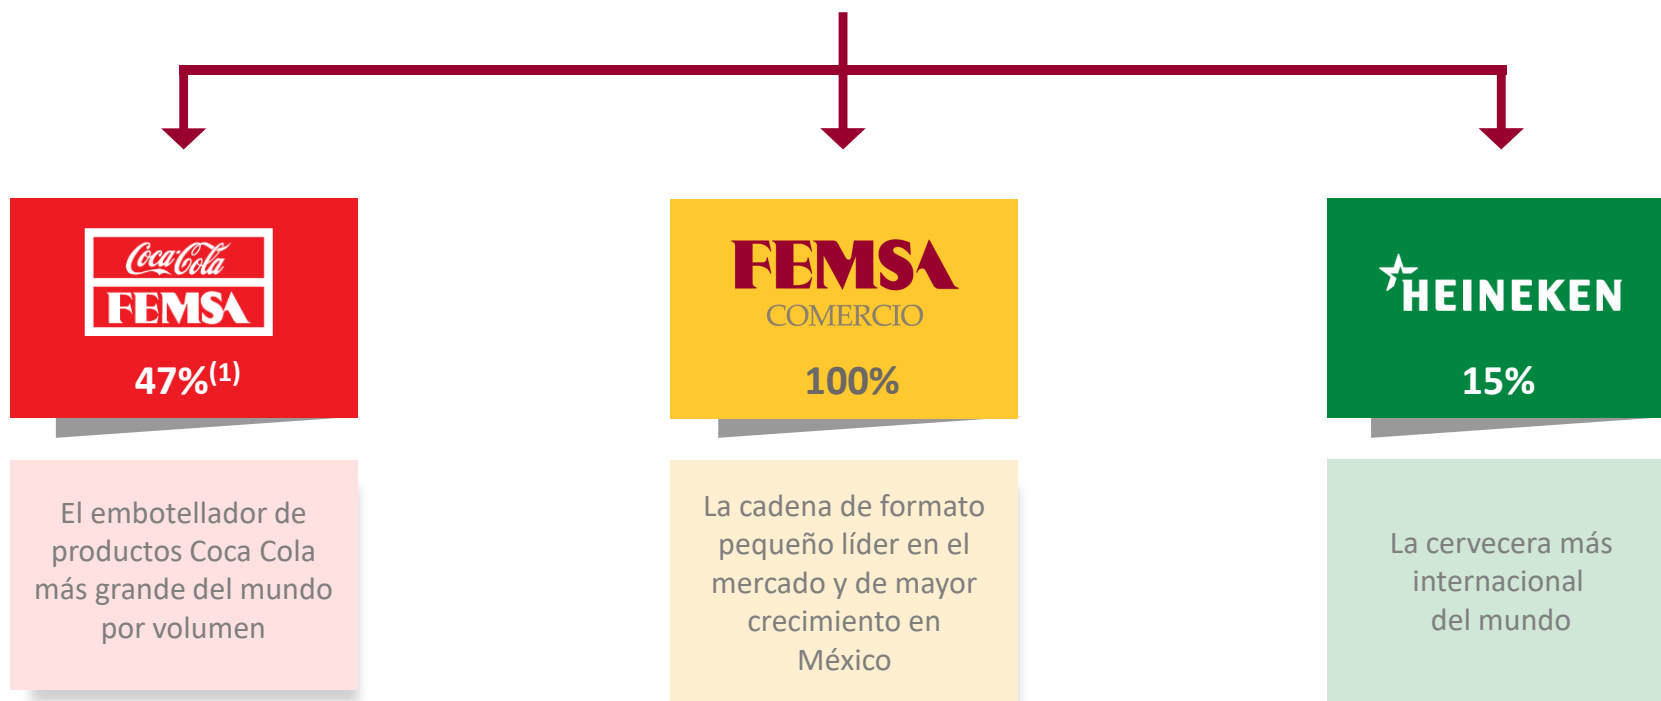 Coca-Cola
FEMSA
47%(1)
El embotellador de
productos Coca Cola
más grande del mundo
por volumen
FEMSA
COMERCIO
100%
La cadena de formato
pequeño líder en el
mercado y de mayor
crecimiento en
México
HEINEKEN
15%
La cervecera más
internacional
del mundo